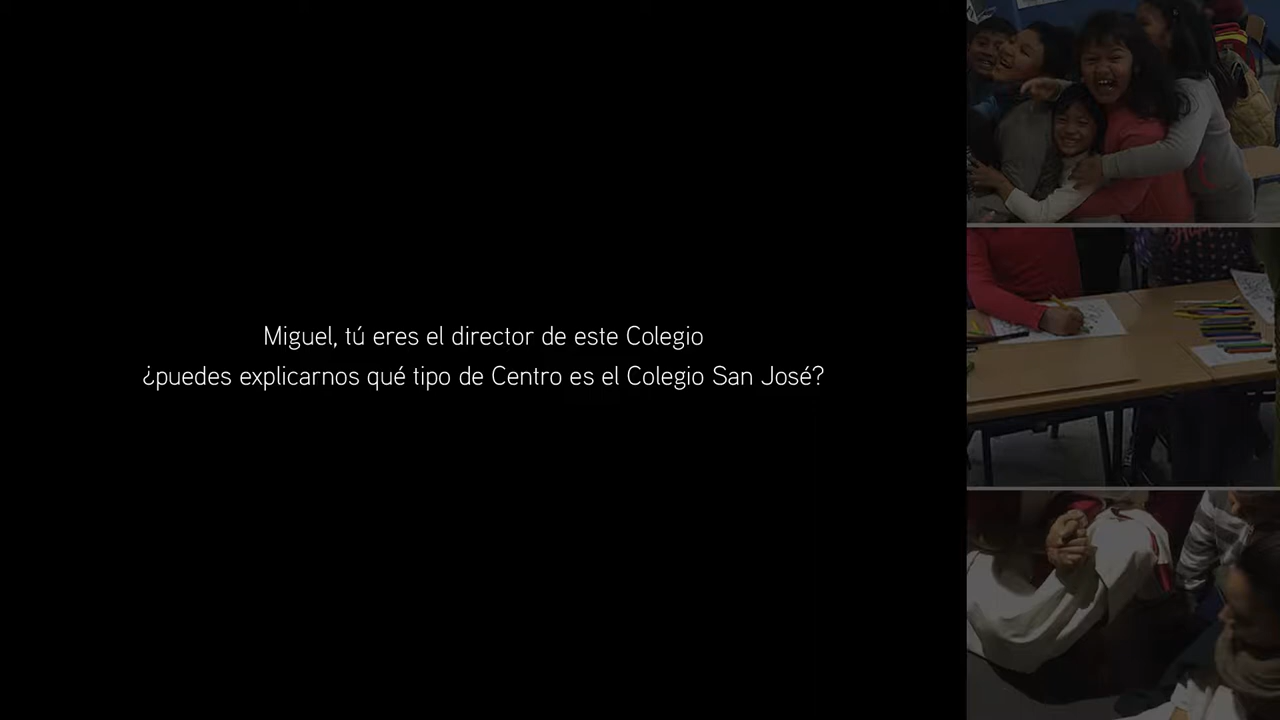 Miguel, tú eres el director de este Colegio
¿puedes explicarnos qué tipo de Centro es el Colegio San José?